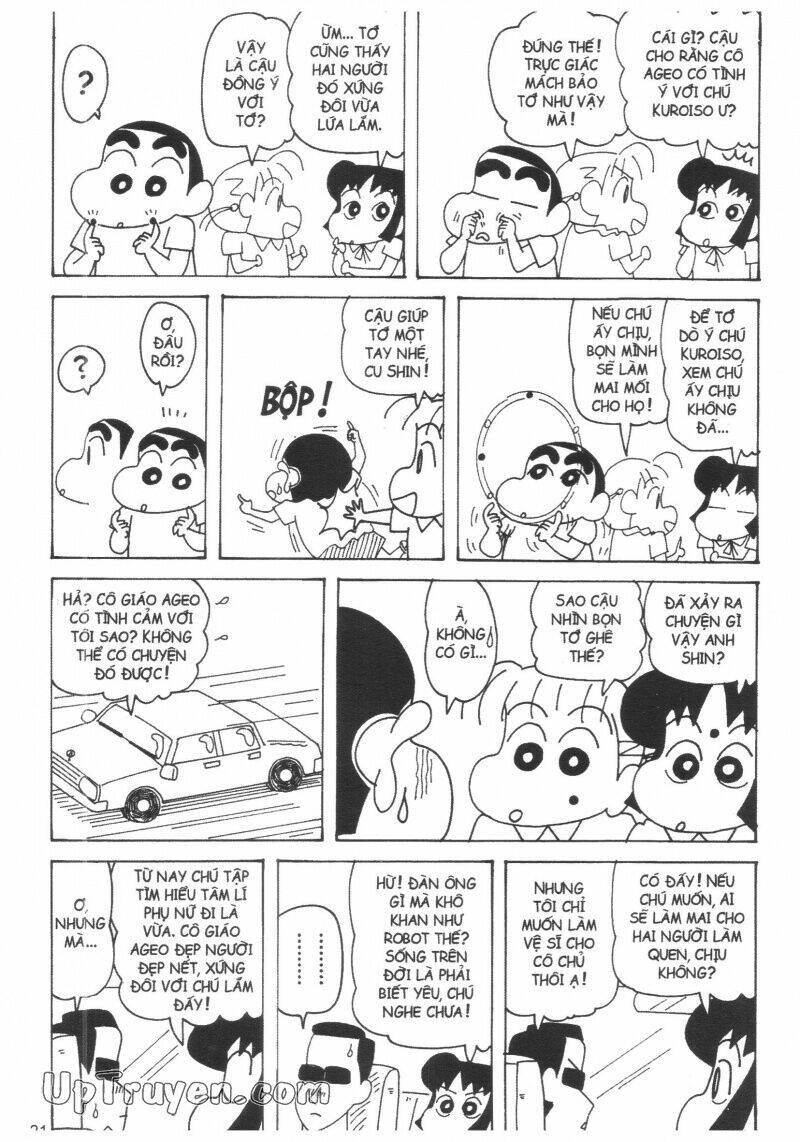 CÁI GÌ? CẬU
CHO RẰNG CÔ
AGEO CÓ TÌNH
Ý VỚI CHÚ
KUROISO Ư?
ĐÚNG THẾ!
TRỰC GIÁC
MÁCH BẢO
TỚ NHƯ VẬY
MÀ!
ỪM... TỚ
CŨNG THẤY
HAI NGƯỜI
ĐÓ XỨNG
ĐÔI VỪA
LỨA LẮM.
VẬY
LÀ CẬU
ĐỒNG Ý
VỚI
TỚ?
?
ĐỂ TỚ
DÒ Ý CHÚ
KUROISO,
XEM CHÚ
ẤY CHỊU
KHÔNG
ĐÃ...
NẾU CHÚ
ẤY CHỊU,
BỌN MÌNH
SẼ LÀM
MAI MỐI
CHO HỌ!
CẬU GIÚP
TỚ MỘT
TAY NHÉ,
CU SHIN!
BỘP!
Ơ,
ĐÂU
RỒI?
?
ĐÃ XẢY RA
CHUYỆN GÌ
VẬY ANH
SHIN?
SAO CẬU
NHÌN BỌN
TỚ GHÊ
THẾ?
À,
KHÔNG
CÓ GÌ...
HẢ? CÔ GIÁO AGEO
CÓ TÌNH CẢM VỚI
TÔI SAO? KHÔNG
THỂ CÓ CHUYỆN
ĐÓ ĐƯỢC!
CÓ ĐẤY! NẾU
CHÚ MUỐN, AI
SẼ LÀM MAI CHO
HAI NGƯỜI LÀM
QUEN, CHỊU
KHÔNG?
NHƯNG
TÔI CHỈ
MUỐN LÀM
VỆ SĨ CHO
CÔ CHỦ
THÔI Ạ!
HỪ! ĐÀN ÔNG
GÌ MÀ KHÔ
KHAN NHƯ
ROBOT THẾ?
SỐNG TRÊN
ĐỜI LÀ PHẢI
BIẾT YÊU, CHÚ
NGHE CHƯA!
TỪ NAY CHÚ TẬP
TÌM HIỂU TÂM LÍ
PHỤ NỮ ĐI LÀ
VỪA. CÔ GIÁO
AGEO ĐẸP NGƯỜI
ĐẸP NẾT, XỨNG
ĐÔI VỚI CHÚ LẮM
ĐẤY!
Ơ,
NHƯNG
MÀ...
UpTruyen.com